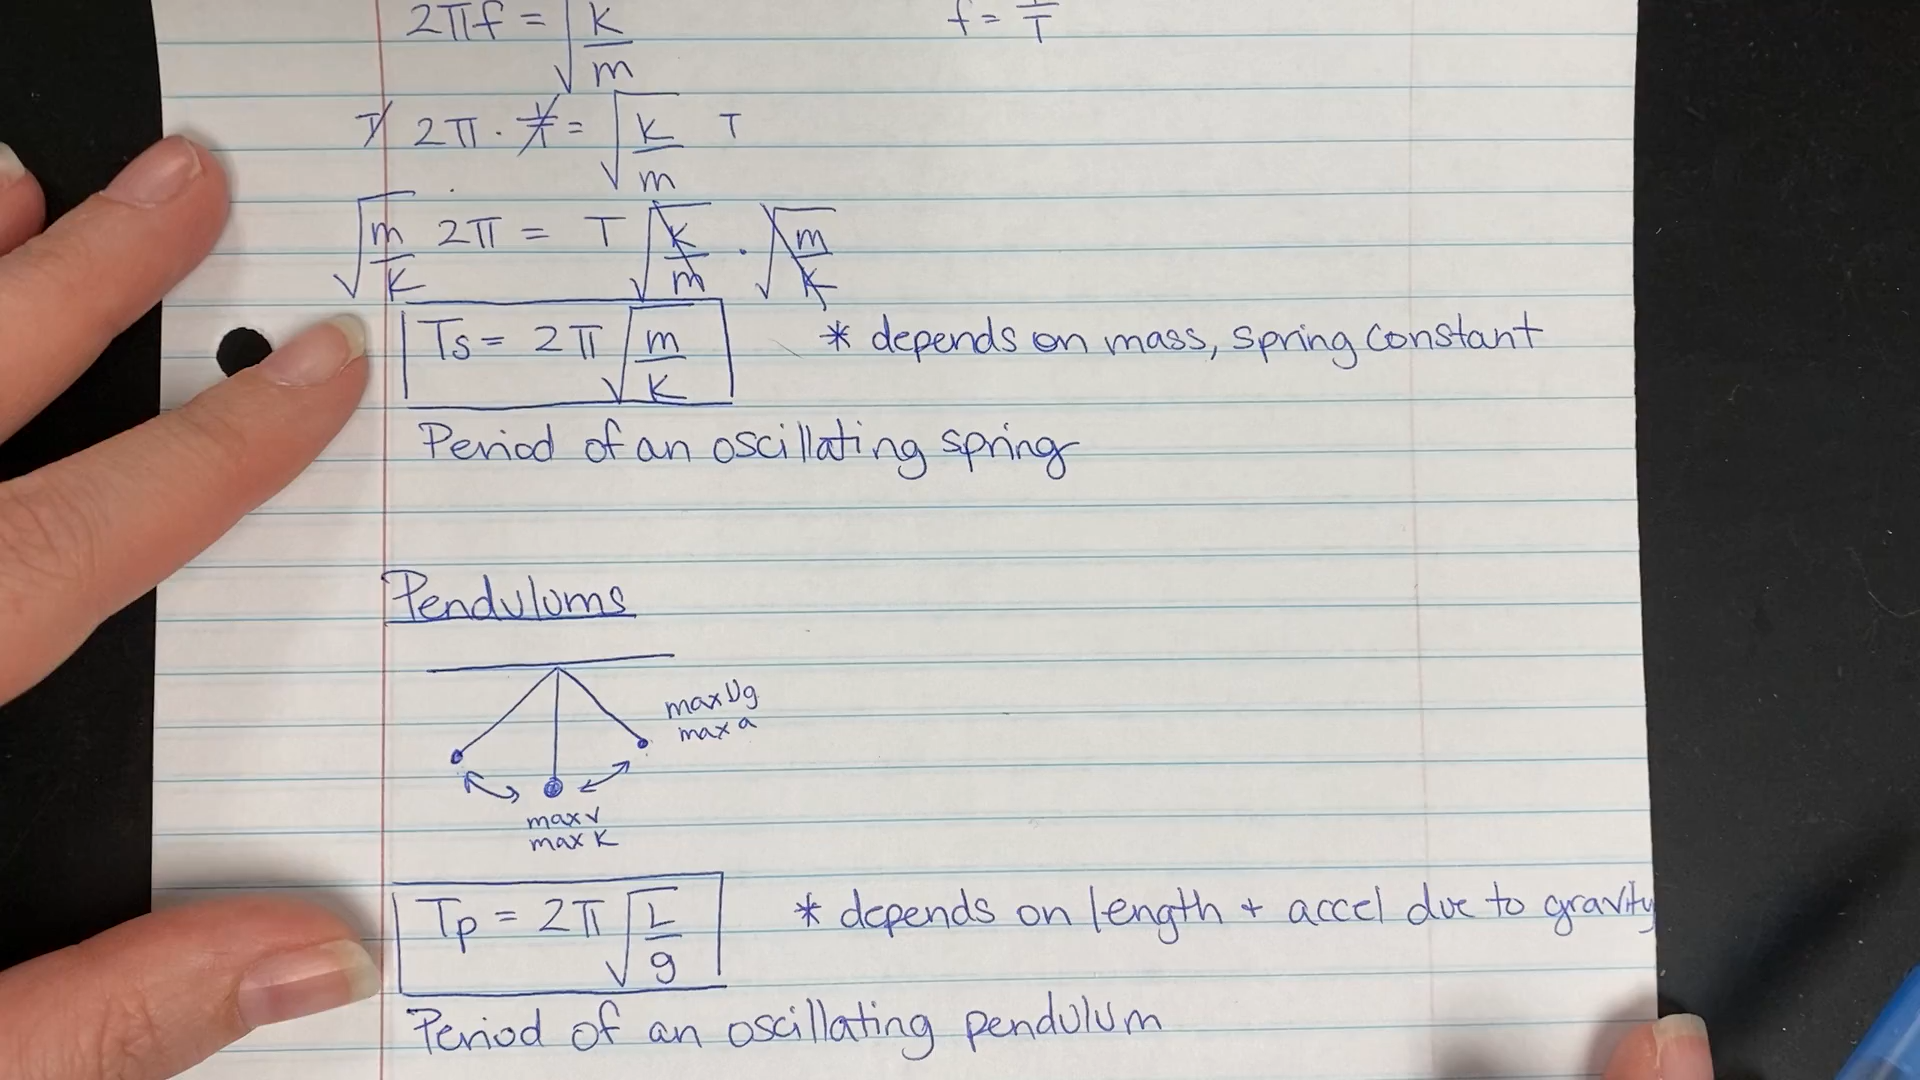 2πf = √k/m f = 1/T
T 2π · 1/T = √k/m T
√m/k 2π = T √k/m · √m/k
Ts = 2π √m/k * depends on mass, spring constant
Period of an oscillating spring
Pendulums
max Ug
max a
max v
max K
Tp = 2π √L/g * depends on length + accel due to gravity
Period of an oscillating pendulum